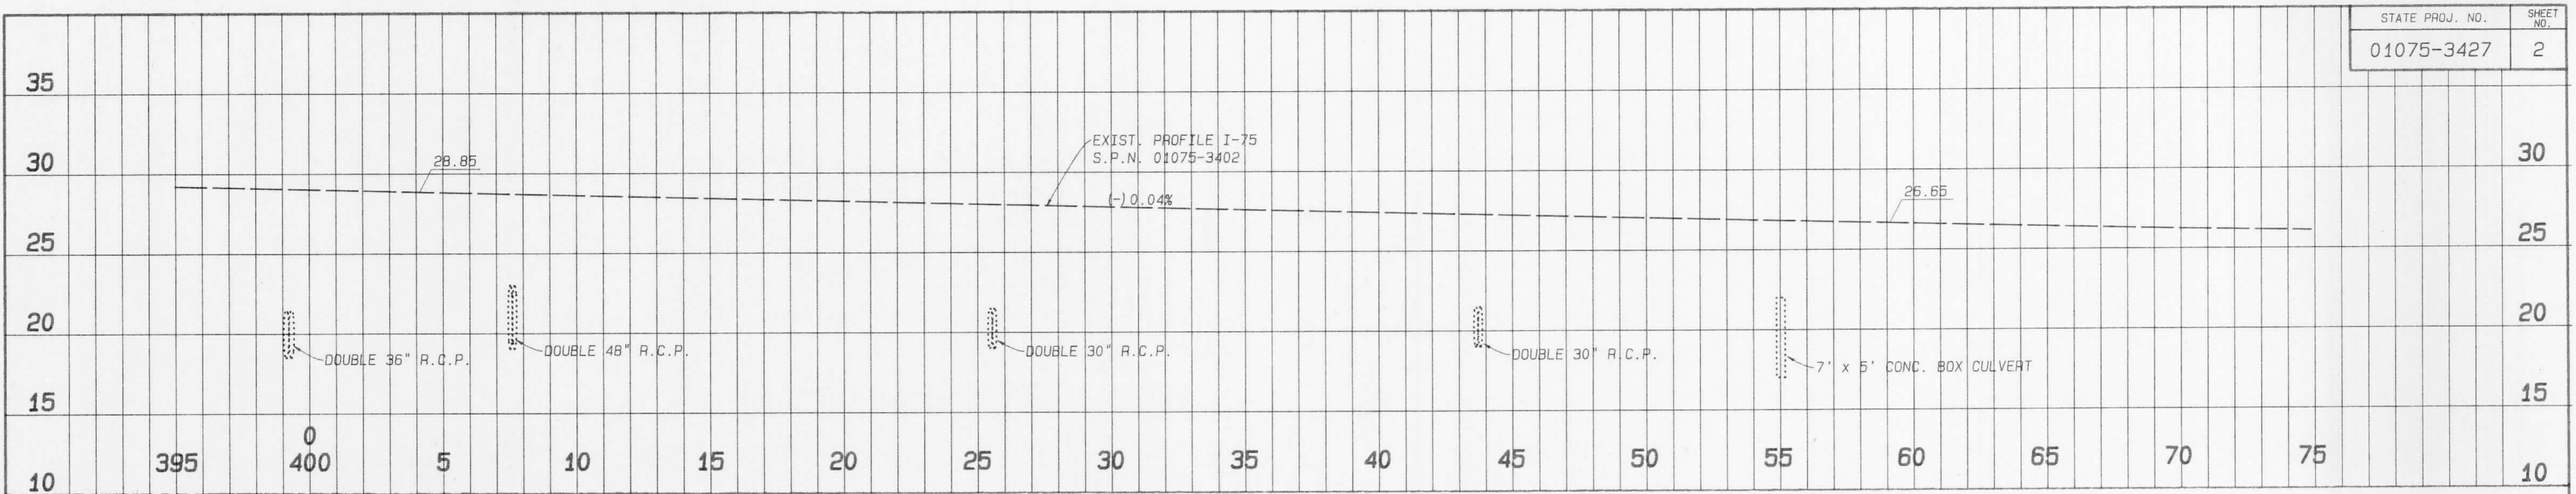 STATE PROJ. NO.
SHEET NO.
01075-3427
2
35
EXIST. PROFILE I-75
S.P.N. 01075-3402
30
28.85
30
(-)0.04%
26.65
25
25
20
20
DOUBLE 36" R.C.P.
DOUBLE 48" R.C.P.
DOUBLE 30" R.C.P.
DOUBLE 30" R.C.P.
7' x 5' CONC. BOX CULVERT
15
15
0
395 400 5 10 15 20 25 30 35 40 45 50 55 60 65 70 75
10
10